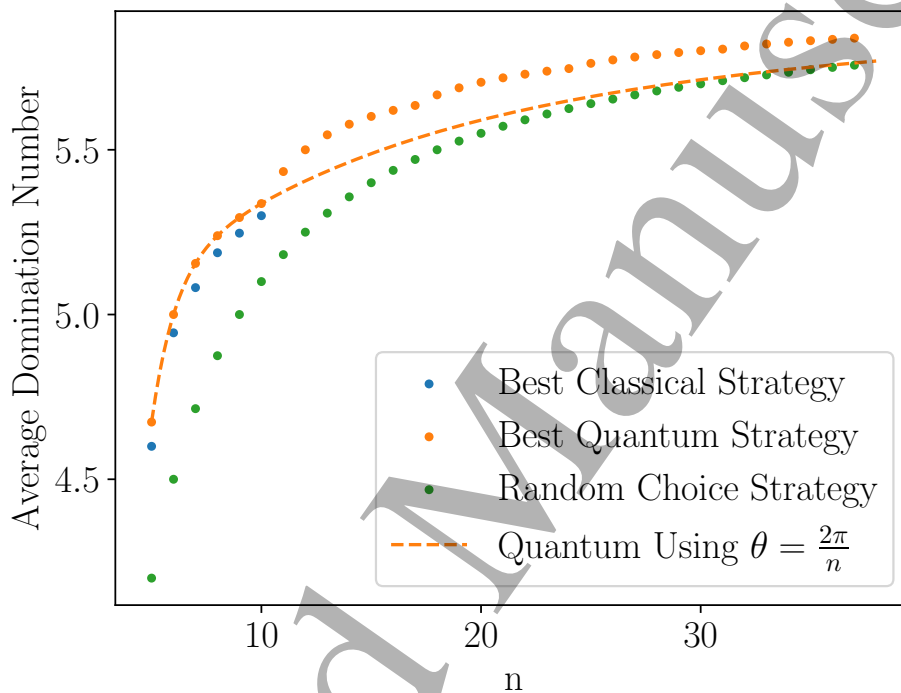 Average Domination Number
5.5
5.0
4.5
10
20
30
n
Best Classical Strategy
Best Quantum Strategy
Random Choice Strategy
Quantum Using θ = 2π/n
d Manus